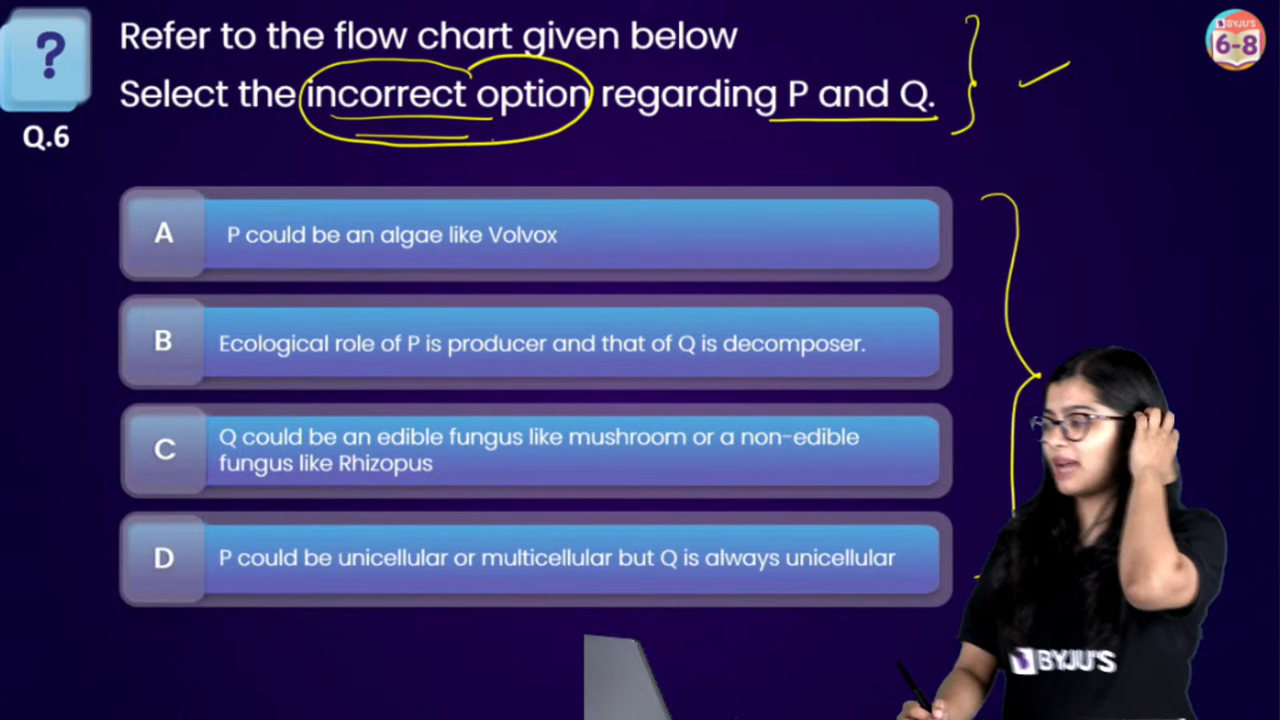 ?
Q.6
Refer to the flow chart given below
Select the incorrect option regarding P and Q.
BYJU'S
6-8
A
P could be an algae like Volvox
B
Ecological role of P is producer and that of Q is decomposer.
C
Q could be an edible fungus like mushroom or a non-edible
fungus like Rhizopus
D
P could be unicellular or multicellular but Q is always unicellular
BYJU'S